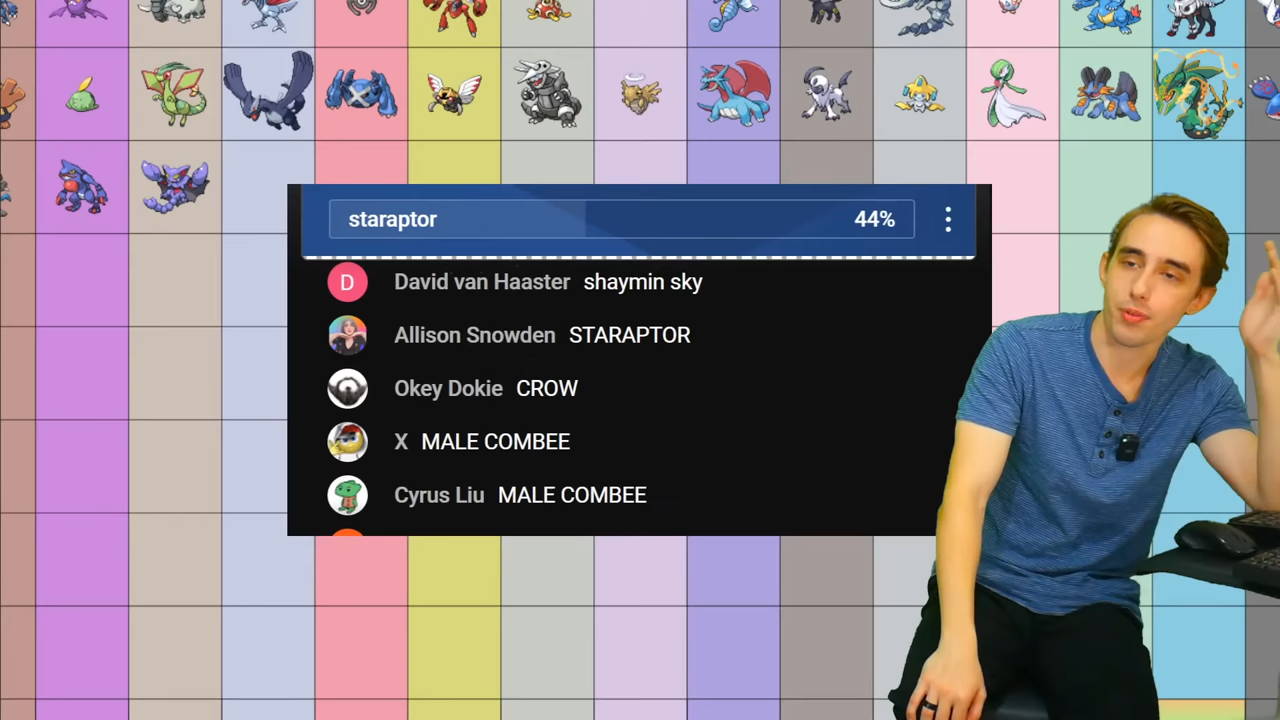 staraptor 44%
D David van Haaster shaymin sky
Allison Snowden STARAPTOR
Okey Dokie CROW
X MALE COMBEE
Cyrus Liu MALE COMBEE